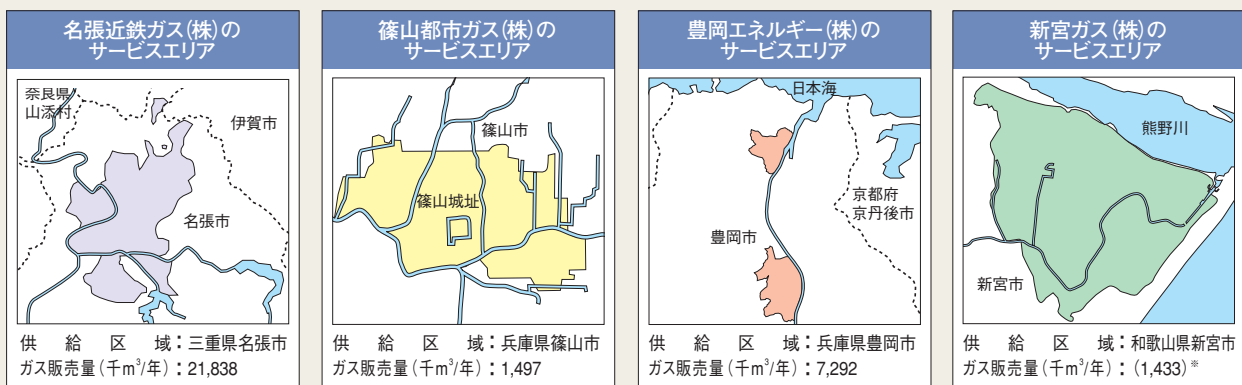 名張近鉄ガス(株)の
サービスエリア
奈良県
山添村
伊賀市
名張市
供給区域：三重県名張市
ガス販売量（千m³/年）：21,838
篠山都市ガス(株)の
サービスエリア
篠山市
篠山城址
供給区域：兵庫県篠山市
ガス販売量（千m³/年）：1,497
豊岡エネルギー(株)の
サービスエリア
日本海
京都府
京丹後市
豊岡市
供給区域：兵庫県豊岡市
ガス販売量（千m³/年）：7,292
新宮ガス(株)の
サービスエリア
熊野川
新宮市
供給区域：和歌山県新宮市
ガス販売量（千m³/年）：(1,433)※